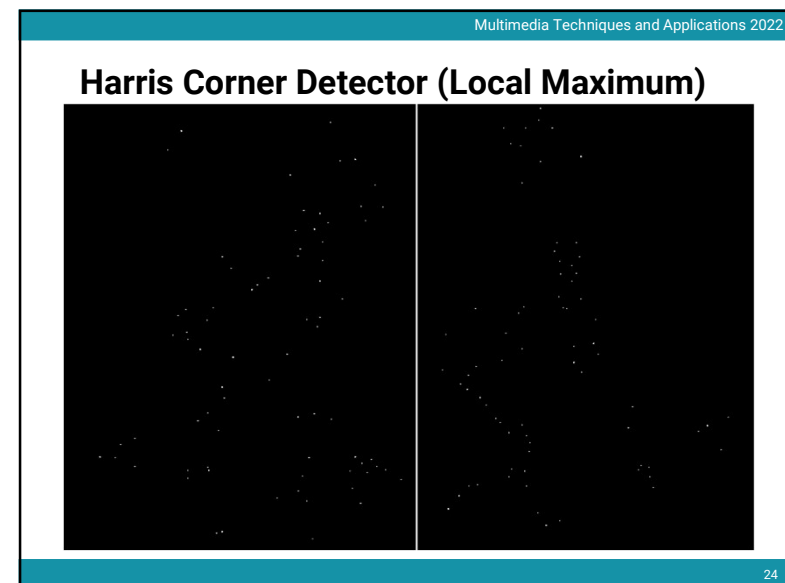 Multimedia Techniques and Applications 2022
Harris Corner Detector (Local Maximum)
24